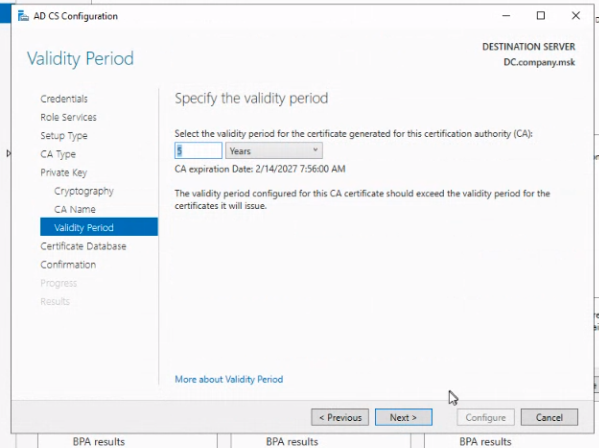 AD CS Configuration
Validity Period
DESTINATION SERVER
DC.company.msk
Credentials
Role Services
Setup Type
CA Type
Private Key
Cryptography
CA Name
Validity Period
Certificate Database
Confirmation
Progress
Results
Specify the validity period
Select the validity period for the certificate generated for this certification authority (CA):
5 Years
CA expiration Date: 2/14/2027 7:56:00 AM
The validity period configured for this CA certificate should exceed the validity period for the
certificates it will issue.
More about Validity Period
< Previous Next > Configure Cancel
BPA results BPA results BPA results